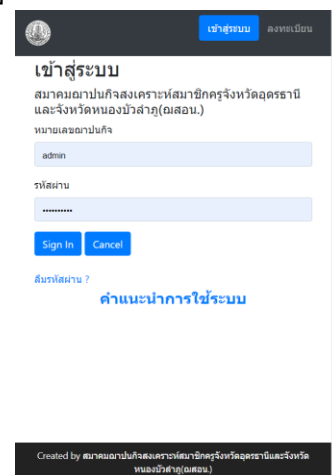 เข้าสู่ระบบ ลงทะเบียน
เข้าสู่ระบบ
สมาคมฌาปนกิจสงเคราะห์สมาชิกครูจังหวัดอุดรธานี
และจังหวัดหนองบัวลำภู(ฌสอน.)
หมายเลขฌาปนกิจ
admin
รหัสผ่าน
••••••••••
Sign In Cancel
ลืมรหัสผ่าน ?
คำแนะนำการใช้ระบบ
Created by สมาคมฌาปนกิจสงเคราะห์สมาชิกครูจังหวัดอุดรธานีและจังหวัด
หนองบัวลำภู(ฌสอน.)